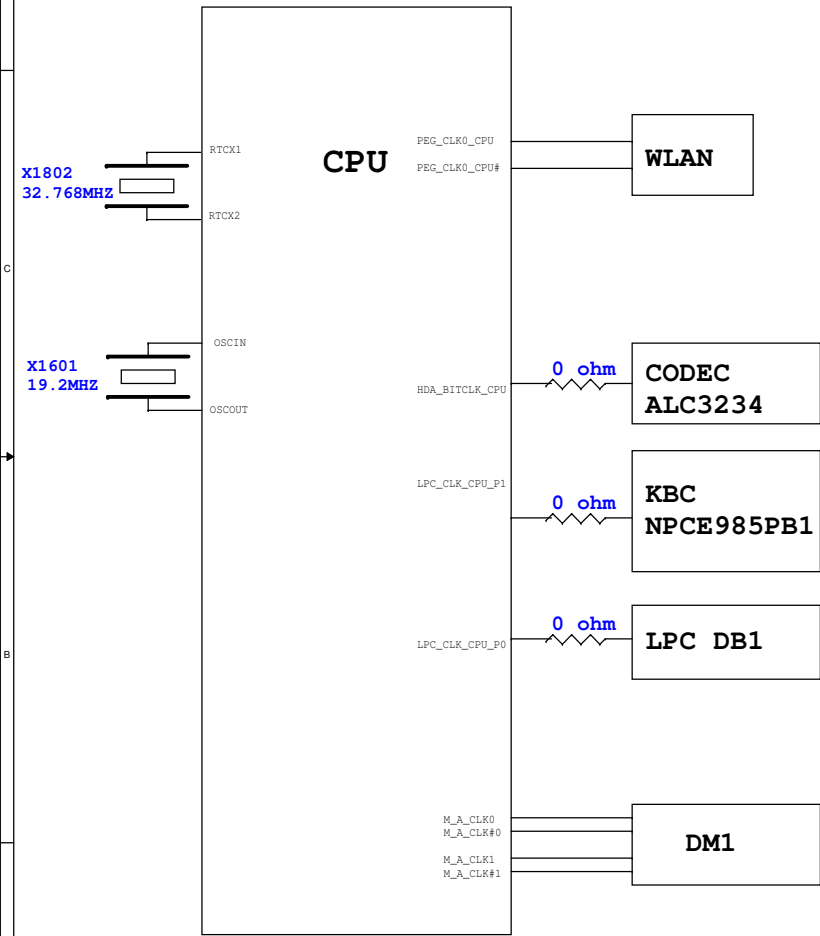 CPU
RTCX1
X1802
32.768MHZ
RTCX2
PEG_CLK0_CPU
PEG_CLK0_CPU#
WLAN
C
OSCIN
X1601
19.2MHZ
OSCOUT
0 ohm
HDA_BITCLK_CPU
CODEC
ALC3234
LPC_CLK_CPU_P1
0 ohm
KBC
NPCE985PB1
0 ohm
LPC_CLK_CPU_P0
LPC DB1
B
M_A_CLK0
M_A_CLK#0
M_A_CLK1
M_A_CLK#1
DM1